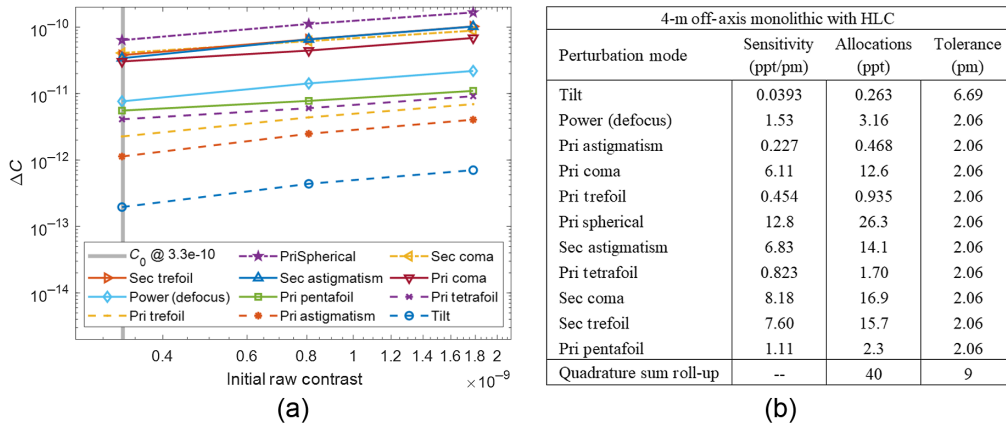 10⁻¹⁰
10⁻¹¹
10⁻¹²
10⁻¹³
10⁻¹⁴
ΔC
C₀ @ 3.3e-10
PriSpherical
Sec coma
Sec trefoil
Sec astigmatism
Pri coma
Power (defocus)
Pri pentafoil
Pri tetrafoil
Pri trefoil
Pri astigmatism
Tilt
0.4 0.6 0.8 1 1.2 1.4 1.6 1.8 2
Initial raw contrast
× 10⁻⁹
(a)
4-m off-axis monolithic with HLC
Perturbation mode Sensitivity (ppt/pm) Allocations (ppt) Tolerance (pm)
Tilt 0.0393 0.263 6.69
Power (defocus) 1.53 3.16 2.06
Pri astigmatism 0.227 0.468 2.06
Pri coma 6.11 12.6 2.06
Pri trefoil 0.454 0.935 2.06
Pri spherical 12.8 26.3 2.06
Sec astigmatism 6.83 14.1 2.06
Pri tetrafoil 0.823 1.70 2.06
Sec coma 8.18 16.9 2.06
Sec trefoil 7.60 15.7 2.06
Pri pentafoil 1.11 2.3 2.06
Quadrature sum roll-up -- 40 9
(b)